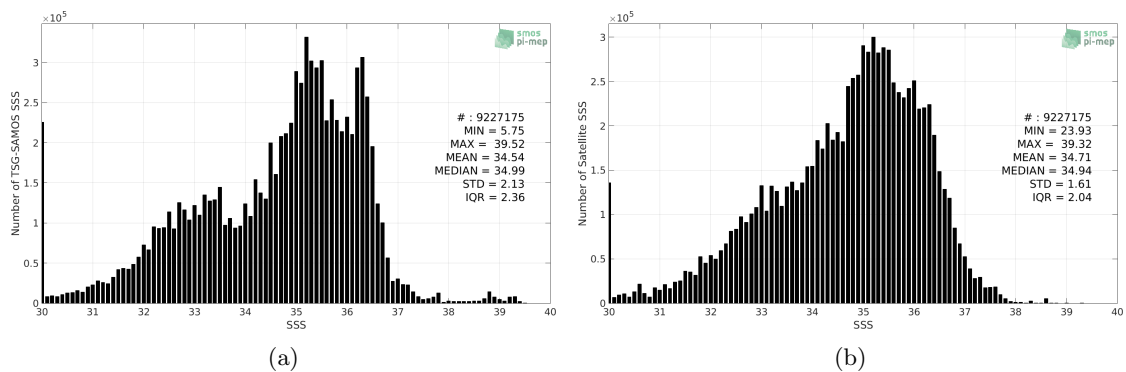 ×10^5
3
2.5
2
1.5
1
0.5
0
Number of TSG-SAMOS SSS
30 31 32 33 34 35 36 37 38 39 40
SSS
smos
pi-mep
# : 9227175
MIN = 5.75
MAX = 39.52
MEAN = 34.54
MEDIAN = 34.99
STD = 2.13
IQR = 2.36
(a)
×10^5
3
2.5
2
1.5
1
0.5
0
Number of Satellite SSS
30 31 32 33 34 35 36 37 38 39 40
SSS
smos
pi-mep
# : 9227175
MIN = 23.93
MAX = 39.32
MEAN = 34.71
MEDIAN = 34.94
STD = 1.61
IQR = 2.04
(b)